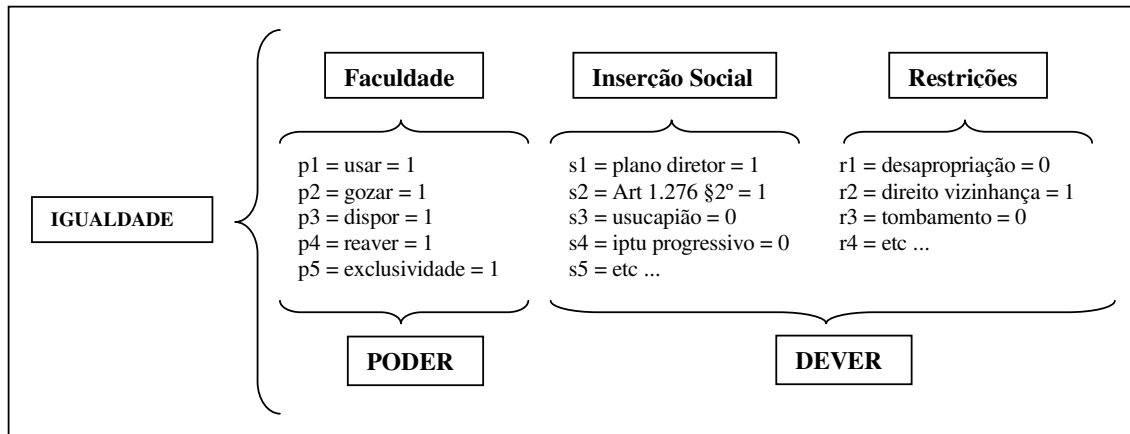 Faculdade
Inserção Social
Restrições
IGUALDADE
p1 = usar = 1
p2 = gozar = 1
p3 = dispor = 1
p4 = reaver = 1
p5 = exclusividade = 1
s1 = plano diretor = 1
s2 = Art 1.276 §2º = 1
s3 = usucapião = 0
s4 = iptu progressivo = 0
s5 = etc ...
r1 = desapropriação = 0
r2 = direito vizinhança = 1
r3 = tombamento = 0
r4 = etc ...
PODER
DEVER